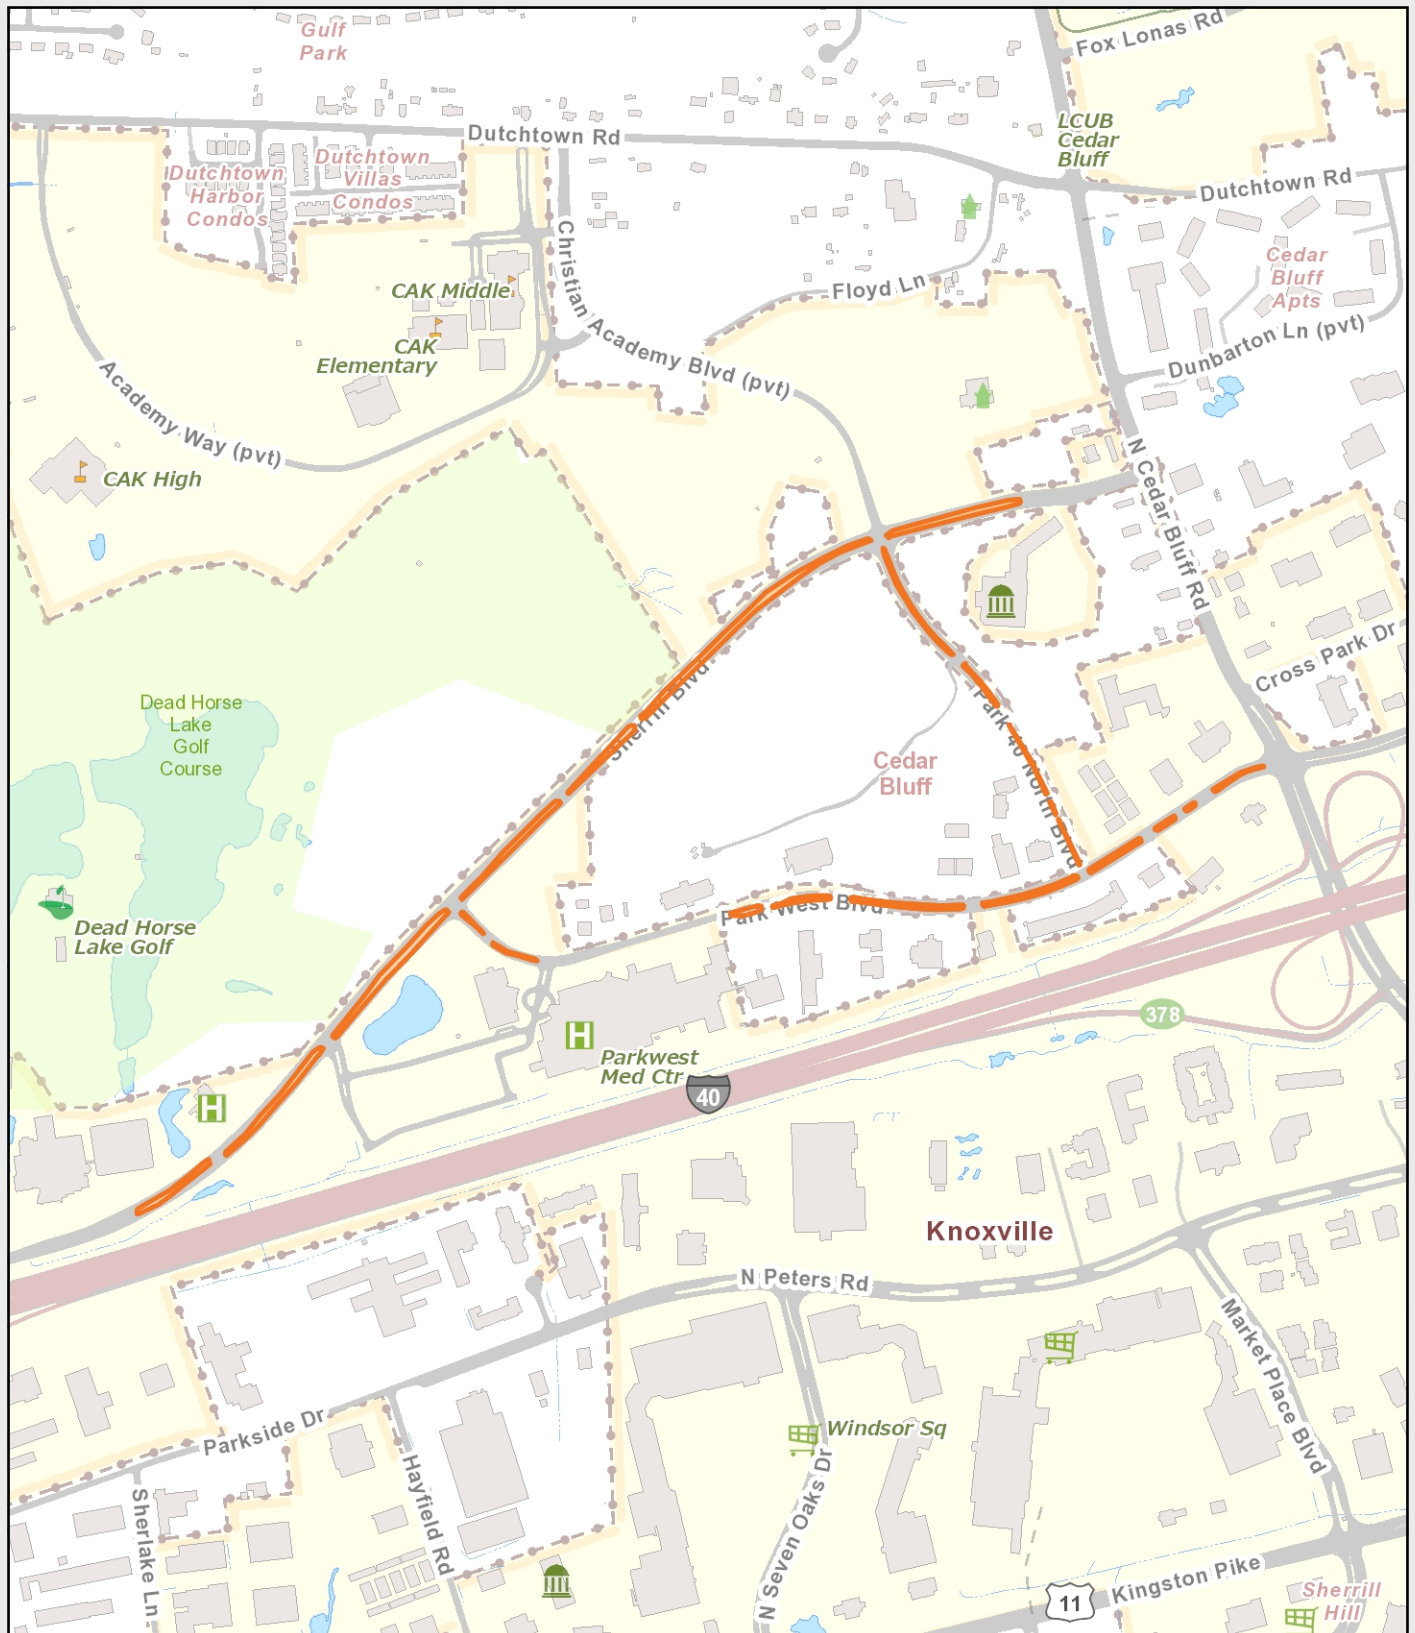 Gulf
Park
Fox Lonas Rd
LCUB
Cedar
Bluff
Dutchtown Rd
Dutchtown
Harbor
Condos
Dutchtown
Villas
Condos
Dutchtown Rd
Cedar
Bluff
Apts
Christian Academy Blvd (pvt)
CAK Middle
CAK
Elementary
Floyd Ln
Dunbarton Ln (pvt)
Academy Way (pvt)
CAK High
N Cedar Bluff Rd
Cross Park Dr
Sherrill Blvd
Park 40 North Blvd
Dead Horse
Lake
Golf
Course
Cedar
Bluff
Park West Blvd
Dead Horse
Lake Golf
378
H
Parkwest
Med Ctr
40
H
Knoxville
N Peters Rd
Market Place Blvd
Parkside Dr
Windsor Sq
Hayfield Rd
Sherlake Ln
N Seven Oaks Dr
Kingston Pike
11
Sherrill
Hill